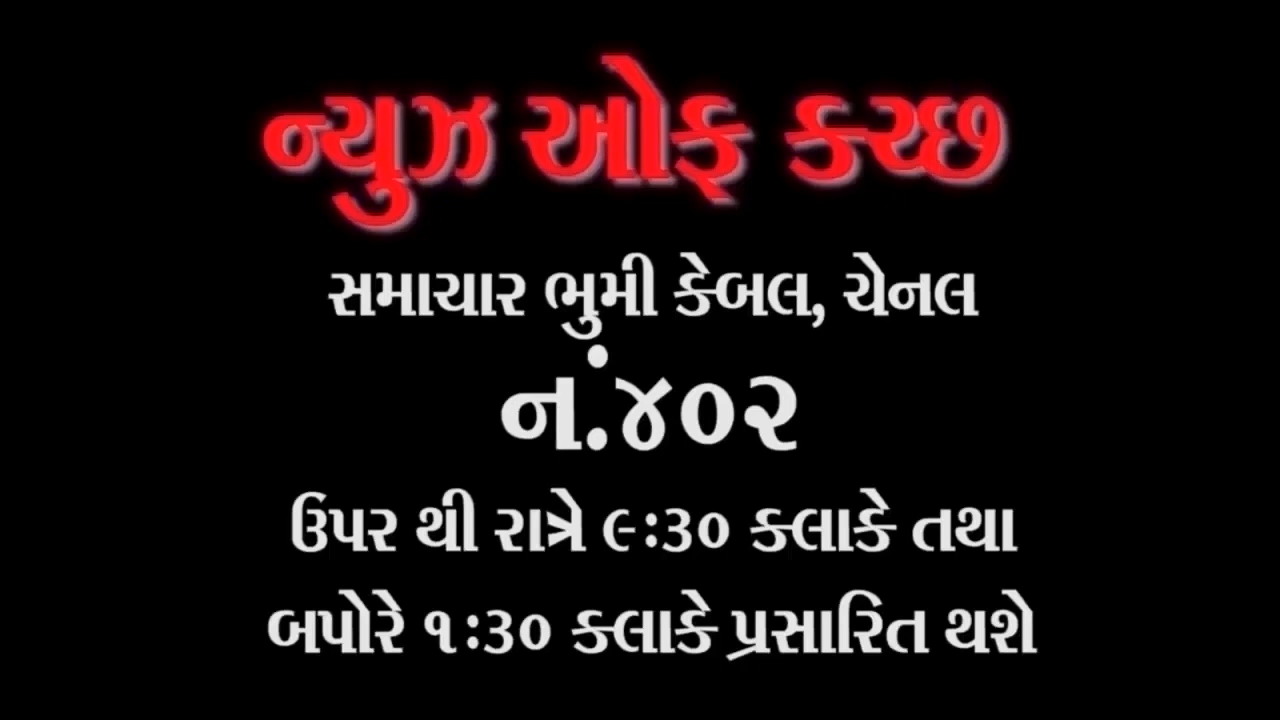 ન્યુઝ ઓફ કચ્છ
સમાચાર ભુમી કેબલ, ચેનલ
નં.૪૦૨
ઉપર થી રાત્રે ૯:૩૦ કલાકે તથા
બપોરે ૧:૩૦ કલાકે પ્રસારિત થશે